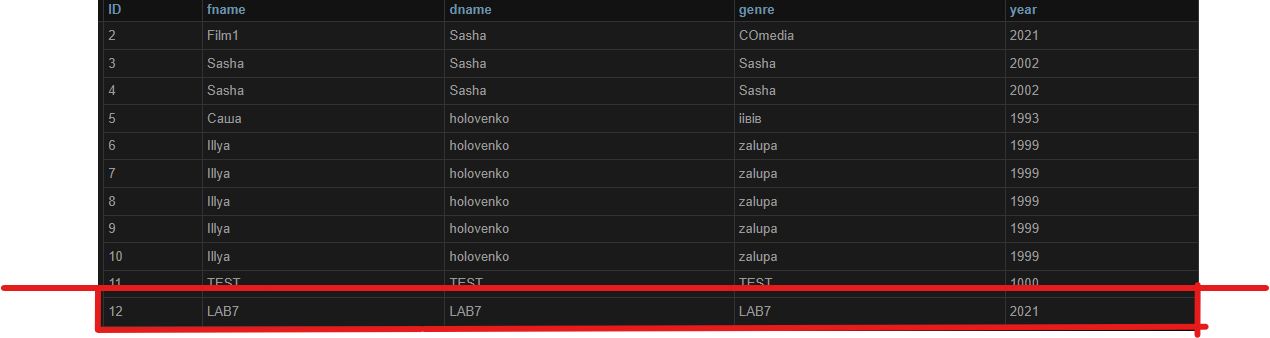 ID fname dname genre year
2 Film1 Sasha COmedia 2021
3 Sasha Sasha Sasha 2002
4 Sasha Sasha Sasha 2002
5 Саша holovenko іівів 1993
6 Illya holovenko zalupa 1999
7 Illya holovenko zalupa 1999
8 Illya holovenko zalupa 1999
9 Illya holovenko zalupa 1999
10 Illya holovenko zalupa 1999
11 TEST TEST TEST 1000
12 LAB7 LAB7 LAB7 2021